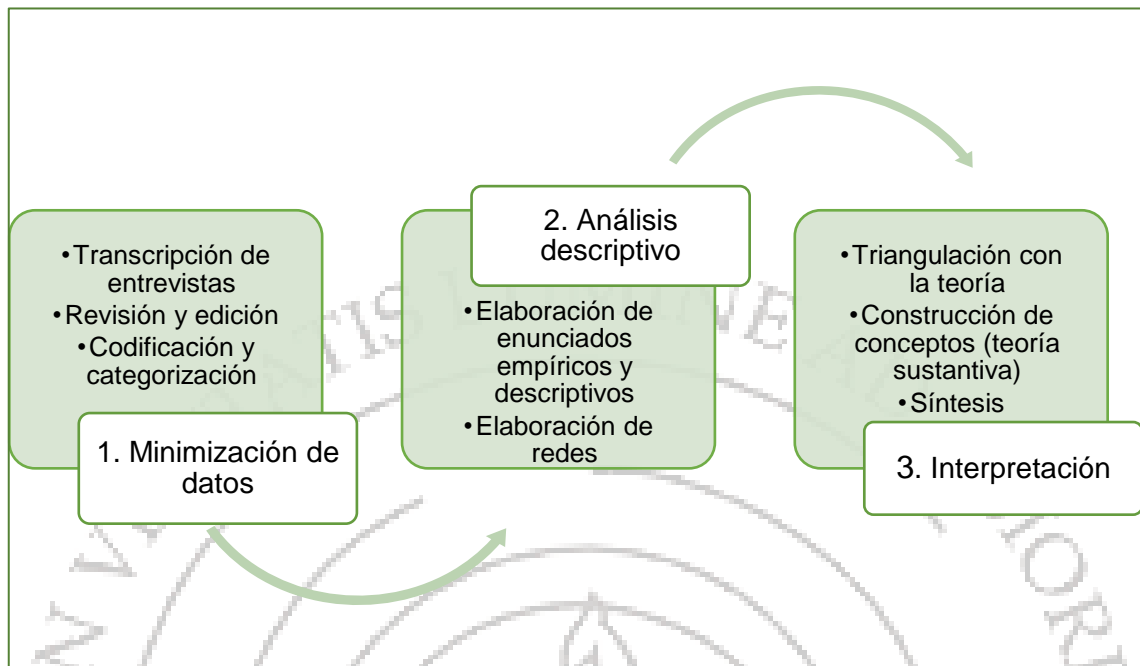 •Transcripción de
entrevistas
•Revisión y edición
•Codificación y
categorización
1. Minimización de
datos
2. Análisis
descriptivo
•Elaboración de
enunciados
empíricos y
descriptivos
•Elaboración de
redes
•Triangulación con
la teoría
•Construcción de
conceptos (teoría
sustantiva)
•Síntesis
3. Interpretación